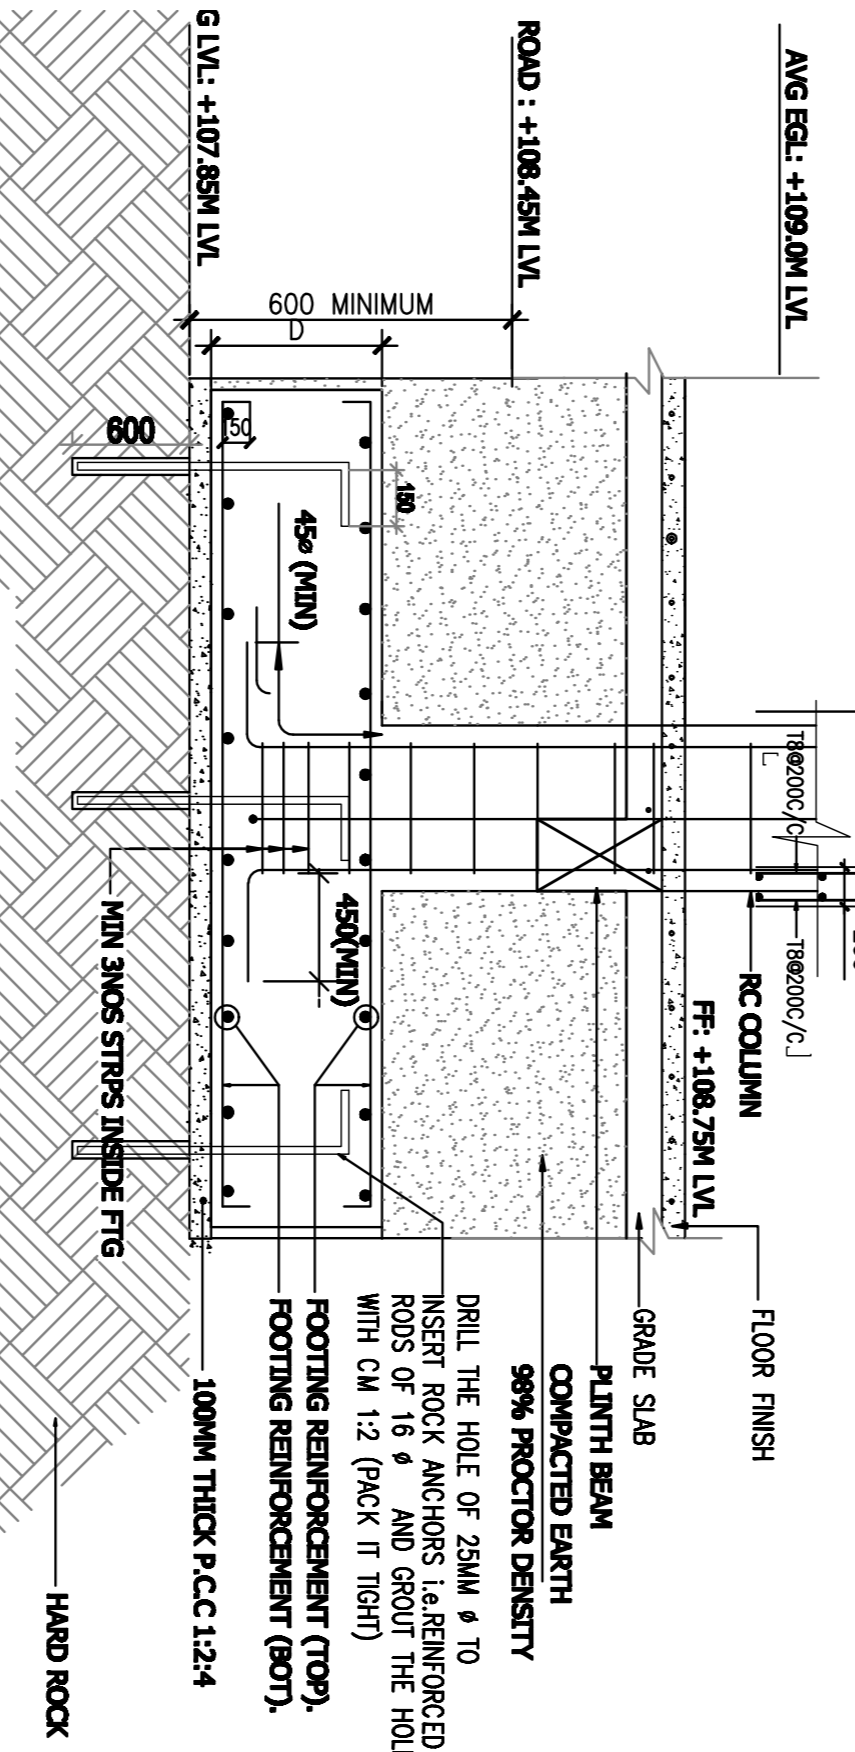 AVG EGL: +109.0M LVL
ROAD : +108.45M LVL
G LVL: +107.85M LVL
600 MINIMUM
D
600
150
150
45ø (MIN)
450(MIN)
T8@200C/C
T8@200C/C
RC COLUMN
FF: +108.75M LVL
MIN 3NOS STRPS INSIDE FTG
FLOOR FINISH
GRADE SLAB
PLINTH BEAM
COMPACTED EARTH
98% PROCTOR DENSITY
DRILL THE HOLE OF 25MM ø TO
INSERT ROCK ANCHORS i.e.REINFORCED
RODS OF 16 ø AND GROUT THE HOL
WITH CM 1:2 (PACK IT TIGHT)
FOOTING REINFORCEMENT (TOP).
FOOTING REINFORCEMENT (BOT).
100MM THICK P.C.C 1:2:4
HARD ROCK